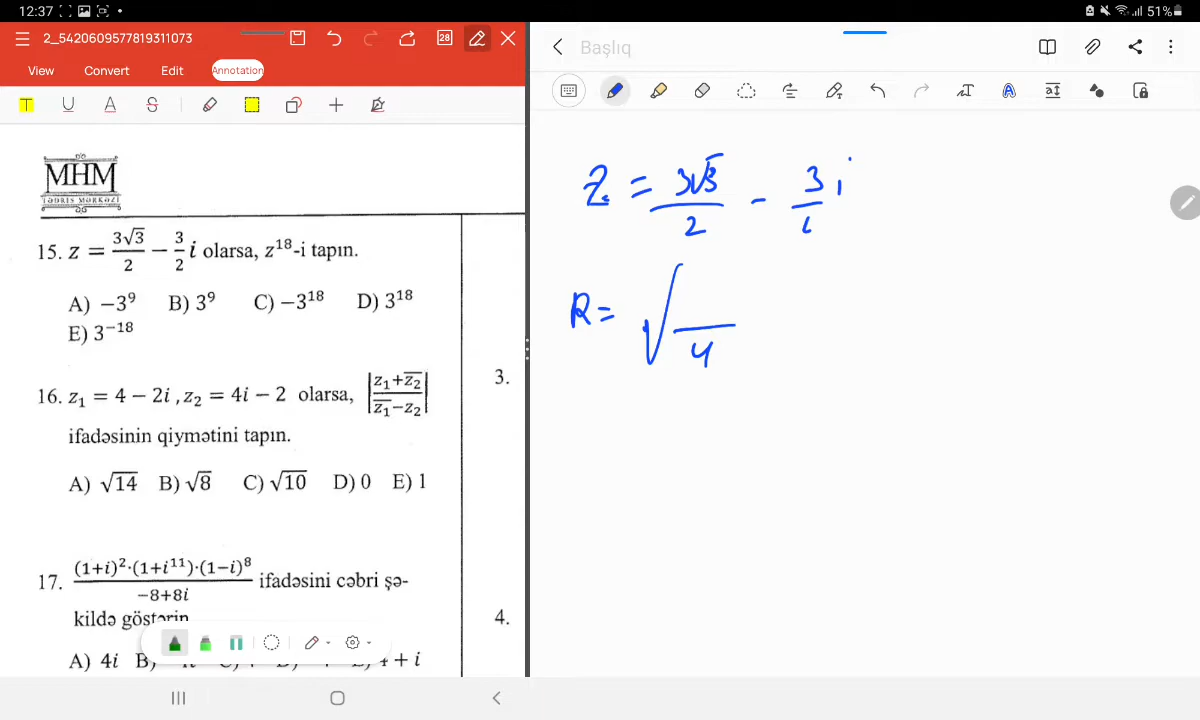 12:37
51%
2_5420609577819311073
28
View Convert Edit Annotation
Başlıq
MHM
TƏDRİS MƏRKƏZİ
15. z = 3√3/2 − 3/2 i olarsa, z¹⁸-i tapın.
A) −3⁹ B) 3⁹ C) −3¹⁸ D) 3¹⁸
E) 3⁻¹⁸
3.
16. z₁ = 4 − 2i , z₂ = 4i − 2 olarsa, |(z₁+z̅₂)/(z̅₁−z₂)|
ifadəsinin qiymətini tapın.
A) √14 B) √8 C) √10 D) 0 E) 1
17. (1+i)²·(1+i¹¹)·(1−i)⁸/−8+8i ifadəsini cəbri şə-
kildə göstərin
4.
A) 4i B)
+ i
z = 3√3/2 − 3/ i
R = √ /4